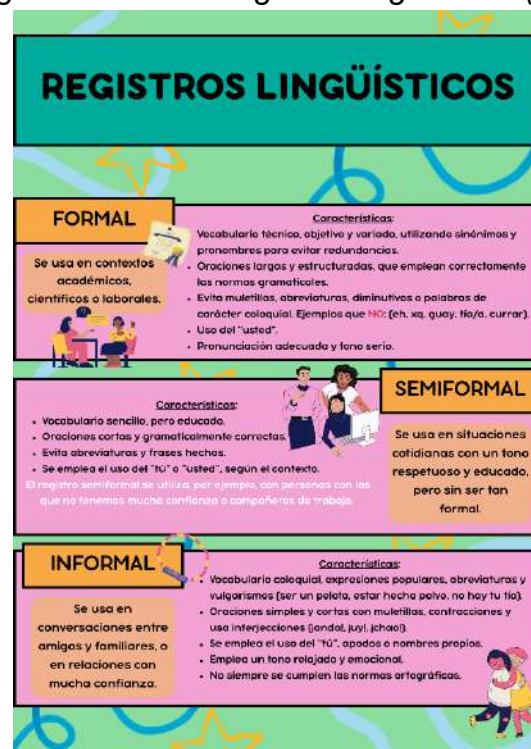 REGISTROS LINGÜÍSTICOS
FORMAL
Se usa en contextos
académicos,
científicos o laborales.
Características:
Vocabulario técnico, objetivo y variado, utilizando sinónimos y
pronombres para evitar redundancias.
Oraciones largas y estructuradas, que emplean correctamente
las normas gramaticales.
Evita muletillas, abreviaturas, diminutivos o palabras de
carácter coloquial. Ejemplos que NO: (eh, xq, guay, tío/a, currar).
Uso del "usted".
Pronunciación adecuada y tono serio.
SEMIFORMAL
Se usa en situaciones
cotidianas con un tono
respetuoso y educado,
pero sin ser tan
formal.
Características:
Vocabulario sencillo, pero educado.
Oraciones cortas y gramaticalmente correctas.
Evita abreviaturas y frases hechas.
Se emplea el uso del "tú" o "usted", según el contexto.
El registro semiformal se utiliza, por ejemplo, con personas con las
que no tenemos mucha confianza o compañeros de trabajo.
INFORMAL
Se usa en
conversaciones entre
amigos y familiares, o
en relaciones con
mucha confianza.
Características:
Vocabulario coloquial, expresiones populares, abreviaturas y
vulgarismos (ser un pelota, estar hecho polvo, no hay tu tía).
Oraciones simples y cortas con muletillas, contracciones y
usa interjecciones (¡anda!, ¡uy!, ¡chao!).
Se emplea el uso del "tú", apodos o nombres propios.
Emplea un tono relajado y emocional.
No siempre se cumplen las normas ortográficas.